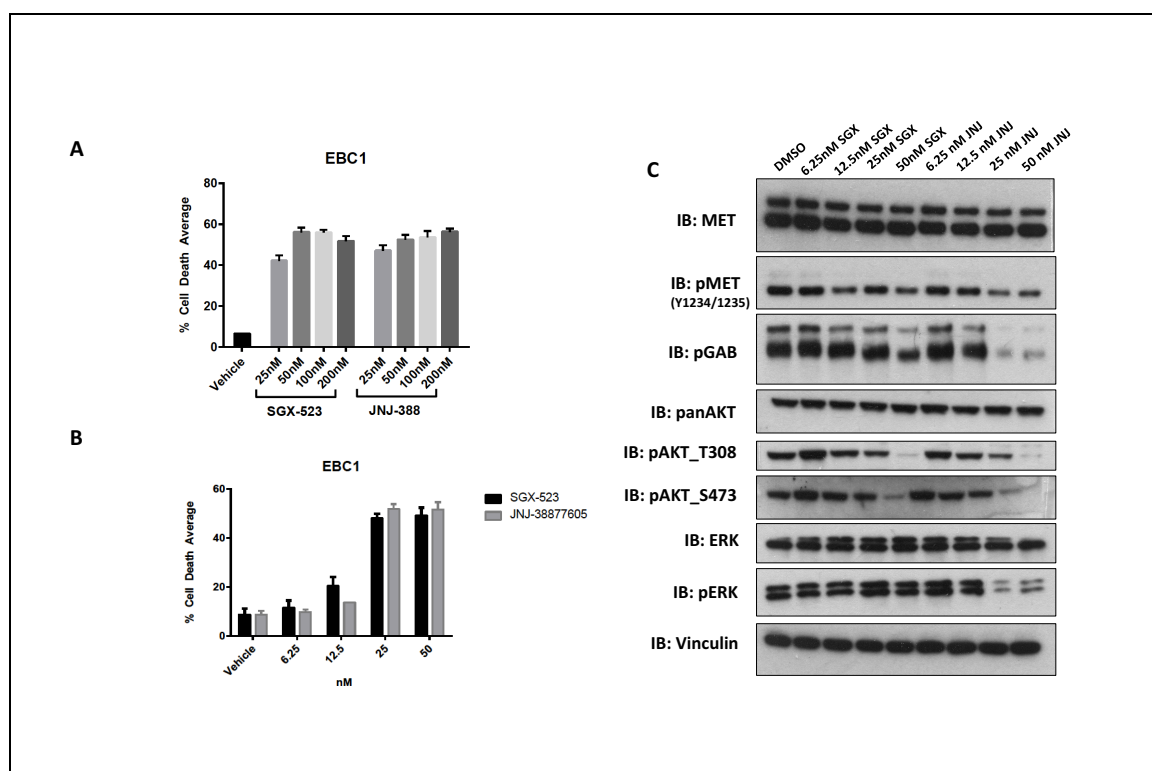 A
EBC1
% Cell Death Average
80
60
40
20
0
Vehicle
25nM
50nM
100nM
200nM
25nM
50nM
100nM
200nM
SGX-523
JNJ-388
B
EBC1
% Cell Death Average
60
40
20
0
Vehicle
6.25
12.5
25
50
nM
SGX-523
JNJ-38877605
C
DMSO
6.25nM SGX
12.5nM SGX
25nM SGX
50nM SGX
6.25 nM JNJ
12.5 nM JNJ
25 nM JNJ
50 nM JNJ
IB: MET
IB: pMET
(Y1234/1235)
IB: pGAB
IB: panAKT
IB: pAKT_T308
IB: pAKT_S473
IB: ERK
IB: pERK
IB: Vinculin